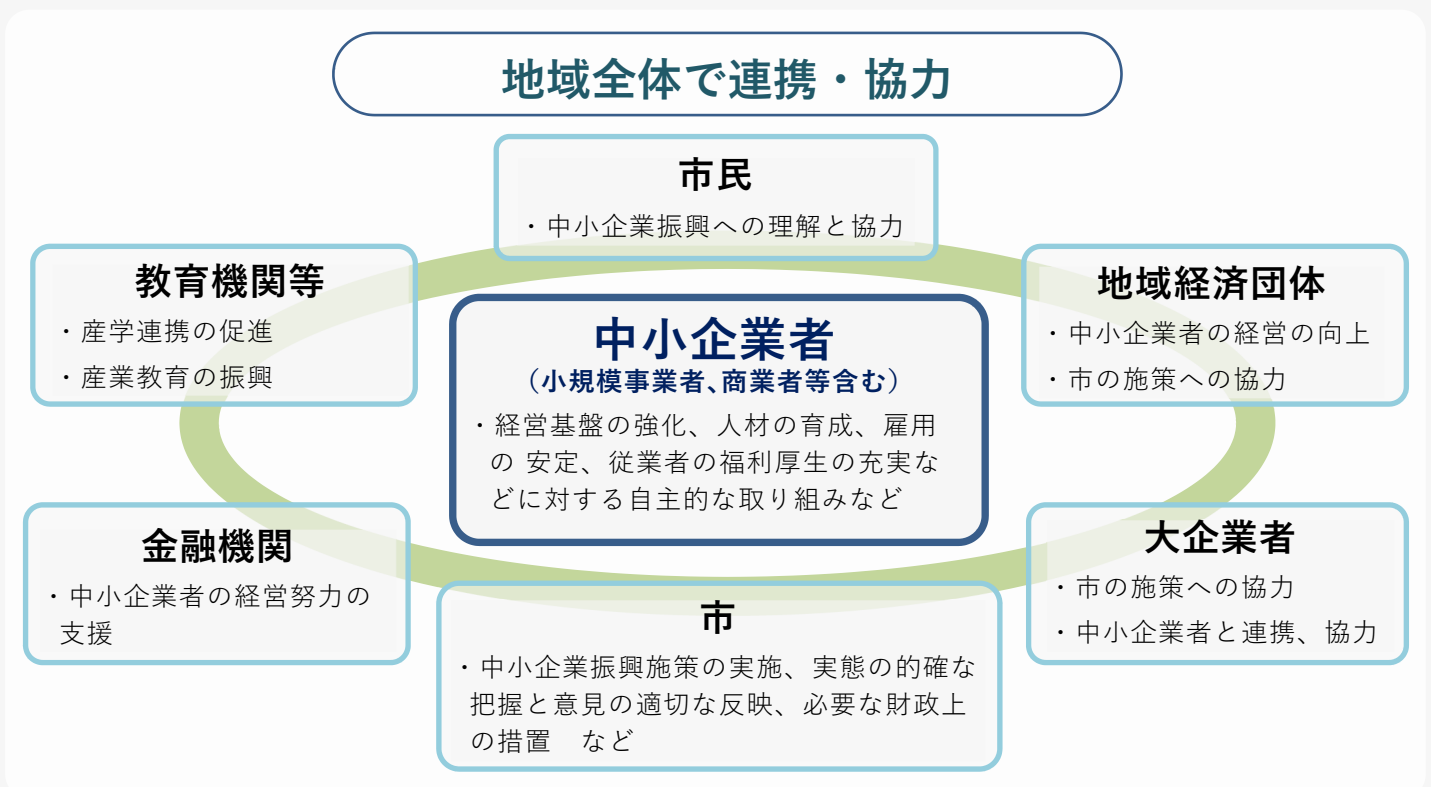 地域全体で連携・協力
市民
・中小企業振興への理解と協力
教育機関等
・産学連携の促進
・産業教育の振興
地域経済団体
・中小企業者の経営の向上
・市の施策への協力
中小企業者
（小規模事業者、商業者等含む）
・経営基盤の強化、人材の育成、雇用
の 安定、従業者の福利厚生の充実な
どに対する自主的な取り組みなど
金融機関
・中小企業者の経営努力の
支援
大企業者
・市の施策への協力
・中小企業者と連携、協力
市
・中小企業振興施策の実施、実態の的確な
把握と意見の適切な反映、必要な財政上
の措置　など